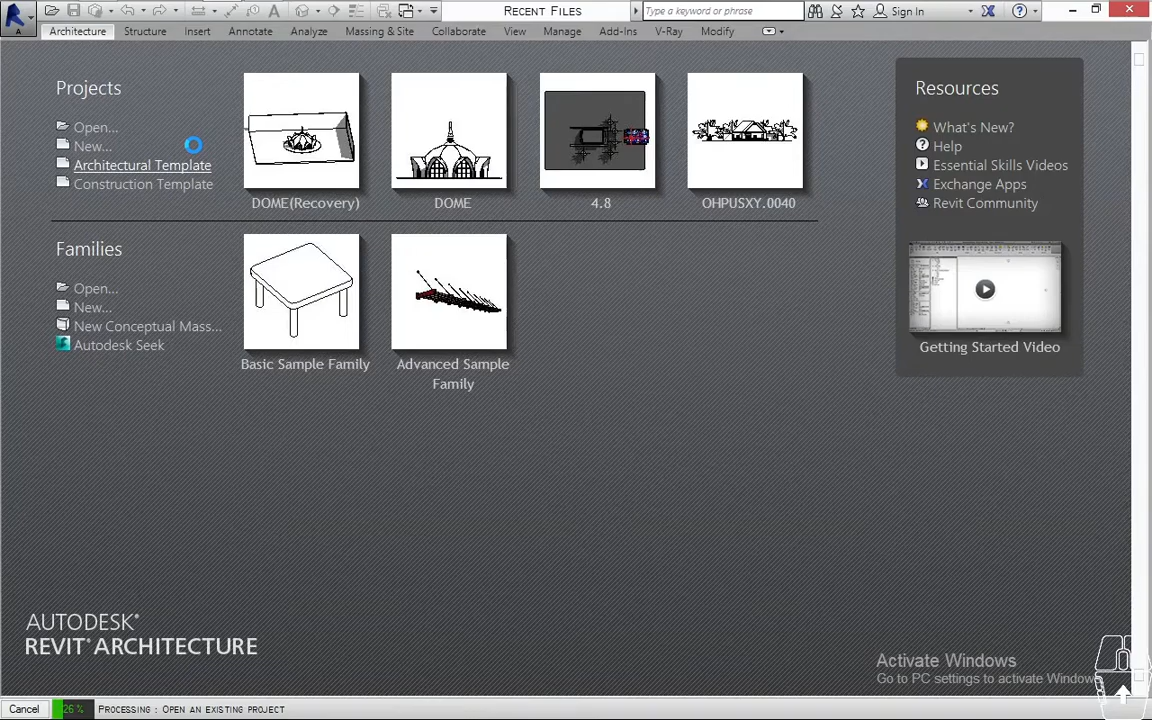 RECENT FILES
Type a keyword or phrase
Sign In
Architecture Structure Insert Annotate Analyze Massing & Site Collaborate View Manage Add-Ins V-Ray Modify
Projects
Open...
New...
Architectural Template
Construction Template
DOME(Recovery)
DOME
4.8
OHPUSXY.0040
Families
Open...
New...
New Conceptual Mass...
Autodesk Seek
Basic Sample Family
Advanced Sample
Family
Resources
What's New?
Help
Essential Skills Videos
Exchange Apps
Revit Community
Getting Started Video
AUTODESK®
REVIT® ARCHITECTURE
Activate Windows
Go to PC settings to activate Windows
Cancel 26 % PROCESSING : OPEN AN EXISTING PROJECT